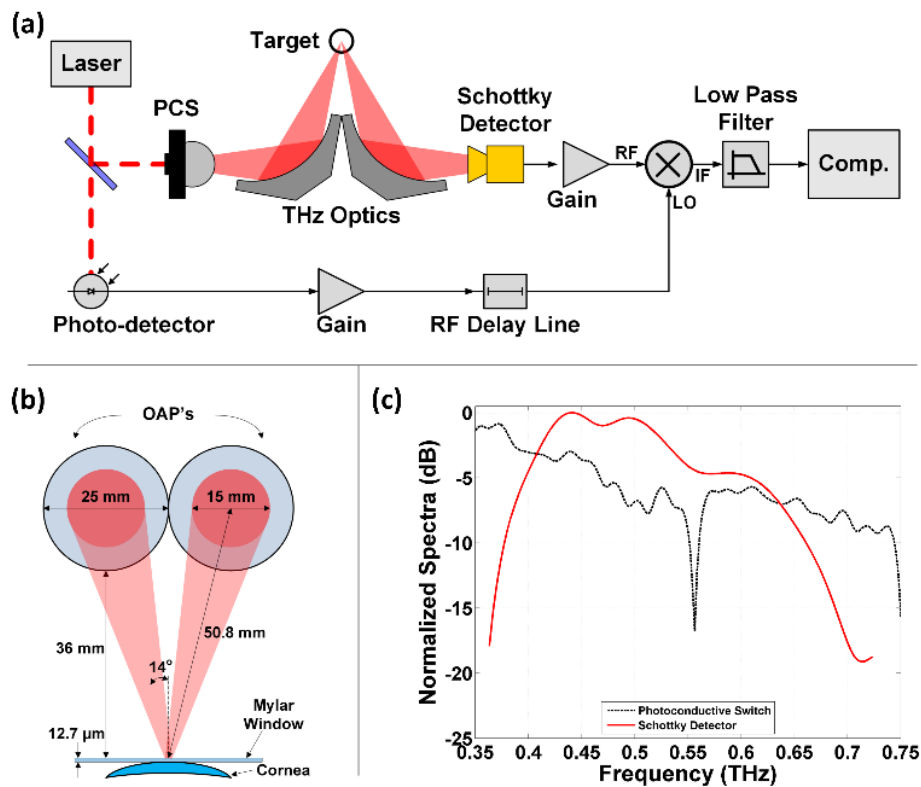 (a)
Target
Laser
PCS
Schottky
Detector
Low Pass
Filter
RF
IF
LO
Comp.
Gain
THz Optics
Photo-detector
Gain
RF Delay Line
(b)
OAP's
25 mm
15 mm
36 mm
50.8 mm
14°
12.7 µm
Mylar
Window
Cornea
(c)
Normalized Spectra (dB)
0
-5
-10
-15
-20
-25
Photoconductive Switch
Schottky Detector
0.35
0.4
0.45
0.5
0.55
0.6
0.65
0.7
0.75
Frequency (THz)